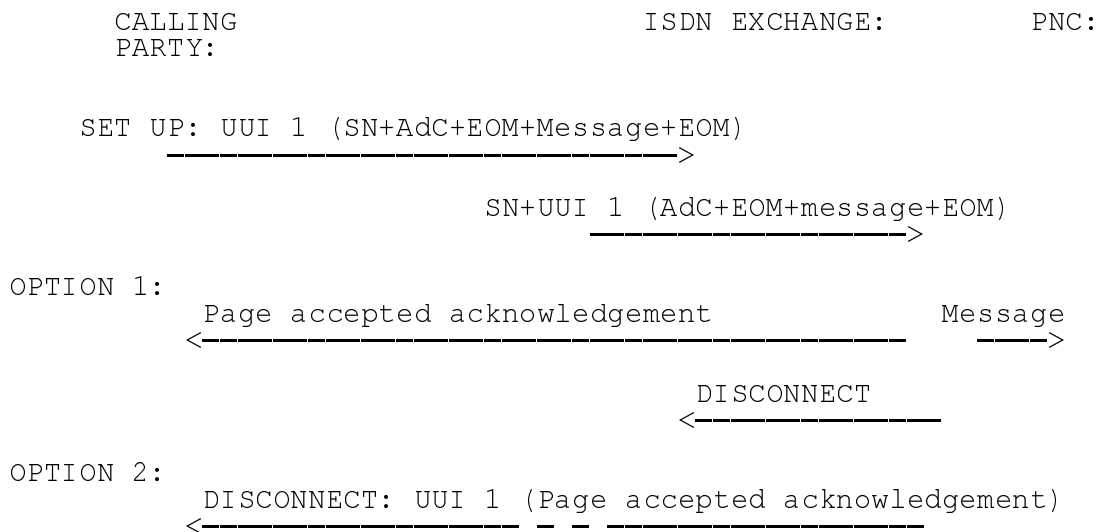 CALLING ISDN EXCHANGE: PNC:
PARTY:
SET UP: UUI 1 (SN+AdC+EOM+Message+EOM)
SN+UUI 1 (AdC+EOM+message+EOM)
OPTION 1:
Page accepted acknowledgement Message
DISCONNECT
OPTION 2:
DISCONNECT: UUI 1 (Page accepted acknowledgement)